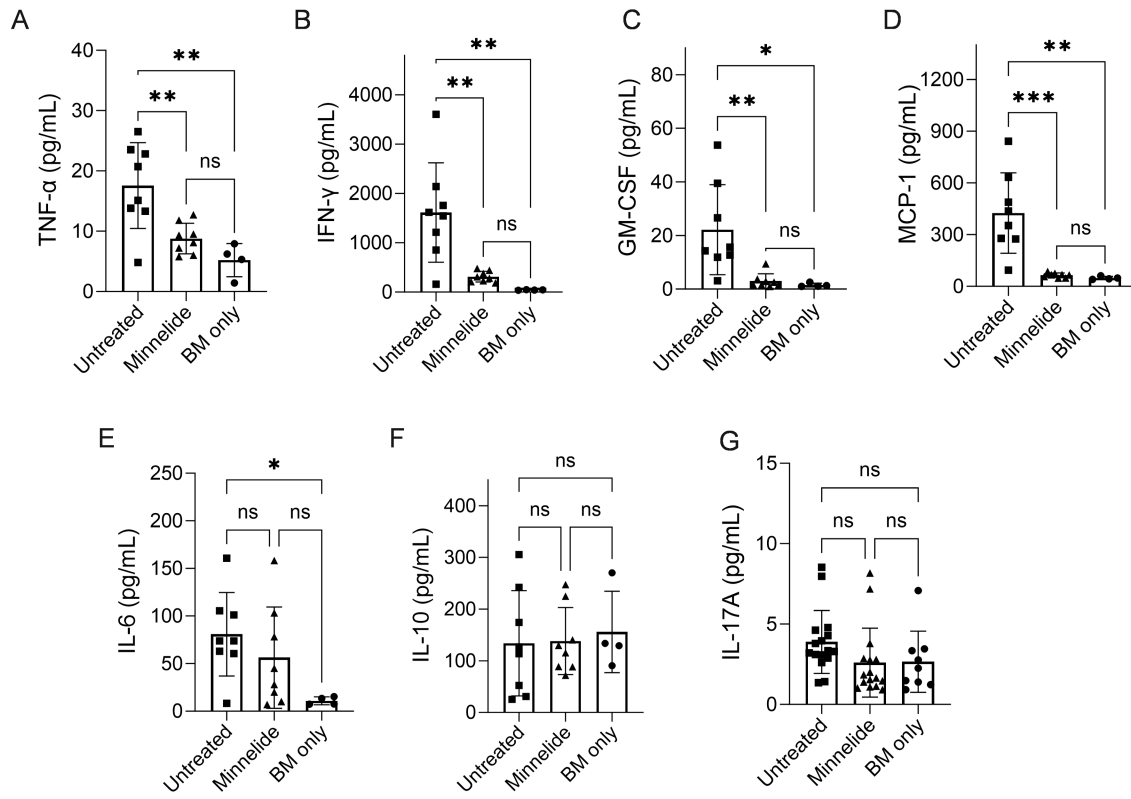 A
TNF-α (pg/mL)
40
30
20
10
0
**
**
ns
Untreated
Minnelide
BM only
B
IFN-γ (pg/mL)
4000
3000
2000
1000
0
**
**
ns
Untreated
Minnelide
BM only
C
GM-CSF (pg/mL)
80
60
40
20
0
*
**
ns
Untreated
Minnelide
BM only
D
MCP-1 (pg/mL)
1200
900
600
300
0
**
***
ns
Untreated
Minnelide
BM only
E
IL-6 (pg/mL)
250
200
150
100
50
0
*
ns
ns
Untreated
Minnelide
BM only
F
IL-10 (pg/mL)
400
300
200
100
0
ns
ns
ns
Untreated
Minnelide
BM only
G
IL-17A (pg/mL)
15
10
5
0
ns
ns
ns
Untreated
Minnelide
BM only